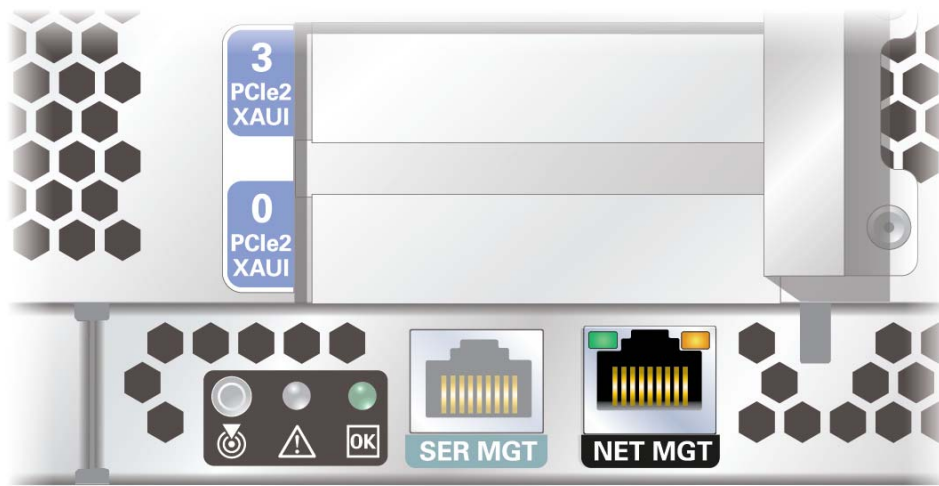 3
PCIe2
XAUI
0
PCIe2
XAUI
OK
SER MGT
NET MGT